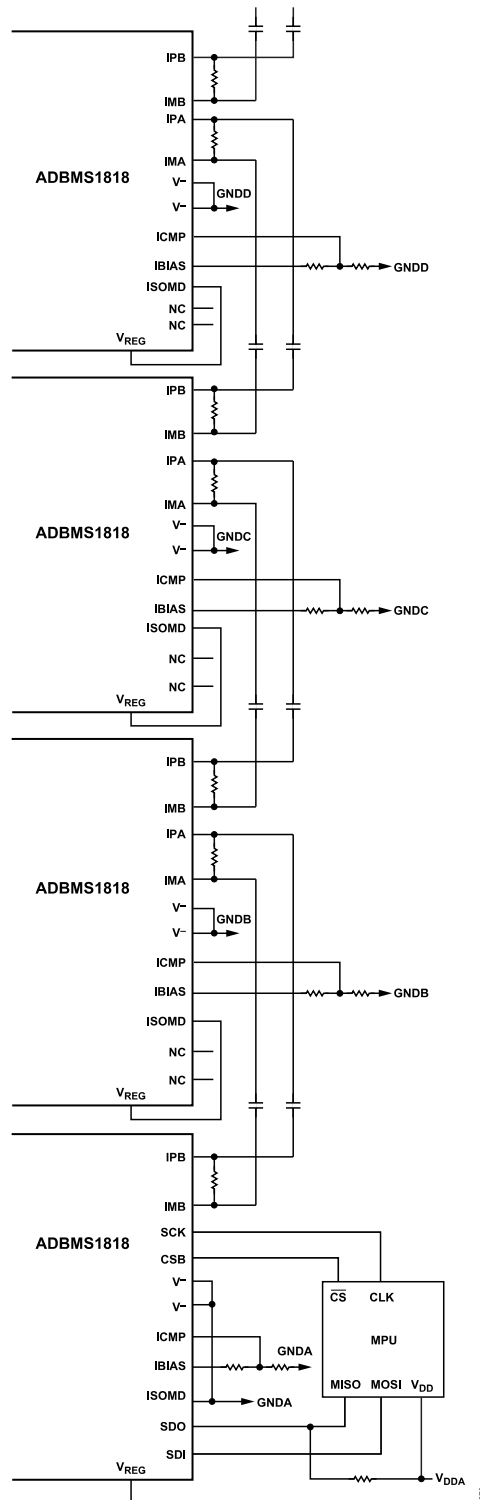 IPB
IMB
IPA
ADBMS1818
IMA
V–
GNDD
V–
ICMP
IBIAS
GNDD
ISOMD
NC
NC
VREG
IPB
IMB
IPA
IMA
V–
ADBMS1818
GNDC
V–
ICMP
IBIAS
GNDC
ISOMD
NC
NC
VREG
IPB
IMB
IPA
IMA
ADBMS1818
V–
GNDB
V–
ICMP
IBIAS
GNDB
ISOMD
NC
NC
VREG
IPB
IMB
SCK
ADBMS1818
CSB
V–
CS CLK
V–
ICMP
MPU
GNDA
IBIAS
MISO MOSI VDD
ISOMD
GNDA
SDO
SDI
VREG
VDDA